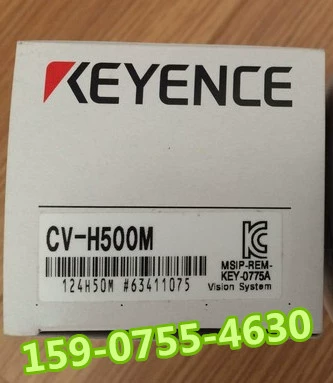 KEYENCE
CV-H500M
124H50M #63411075
MSIP-REM-
KEY-0775A
Vision System
159-0755-4630